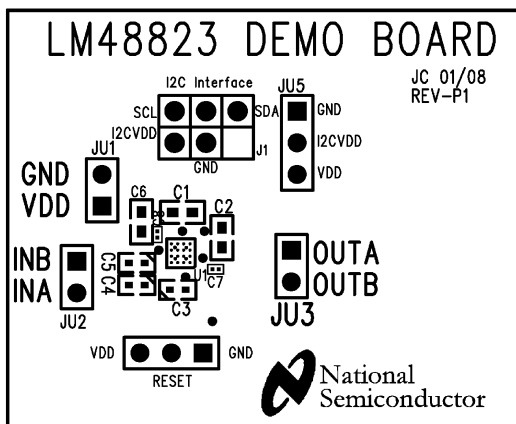 LM48823 DEMO BOARD
JC 01/08
REV-P1
I2C Interface
JU5
SCL
SDA
GND
I2CVDD
J1
I2CVDD
GND
VDD
JU1
GND
VDD
C6
C1
C2
C8
INB
INA
C5
C4
U1
C7
C3
JU2
OUTA
OUTB
JU3
VDD
GND
RESET
National
Semiconductor